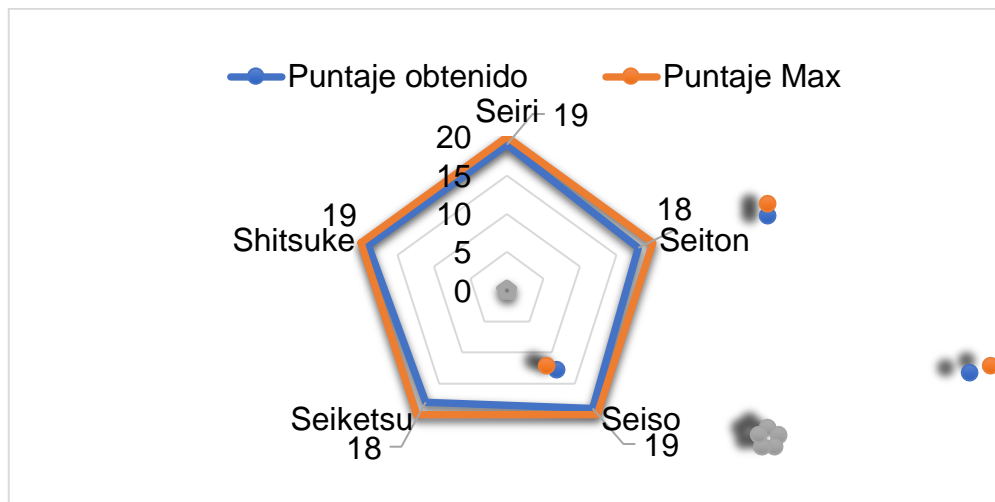 Puntaje obtenido
Puntaje Max
Seiri
19
20
15
10
5
0
18
Seiton
19
Shitsuke
Seiketsu
18
Seiso
19